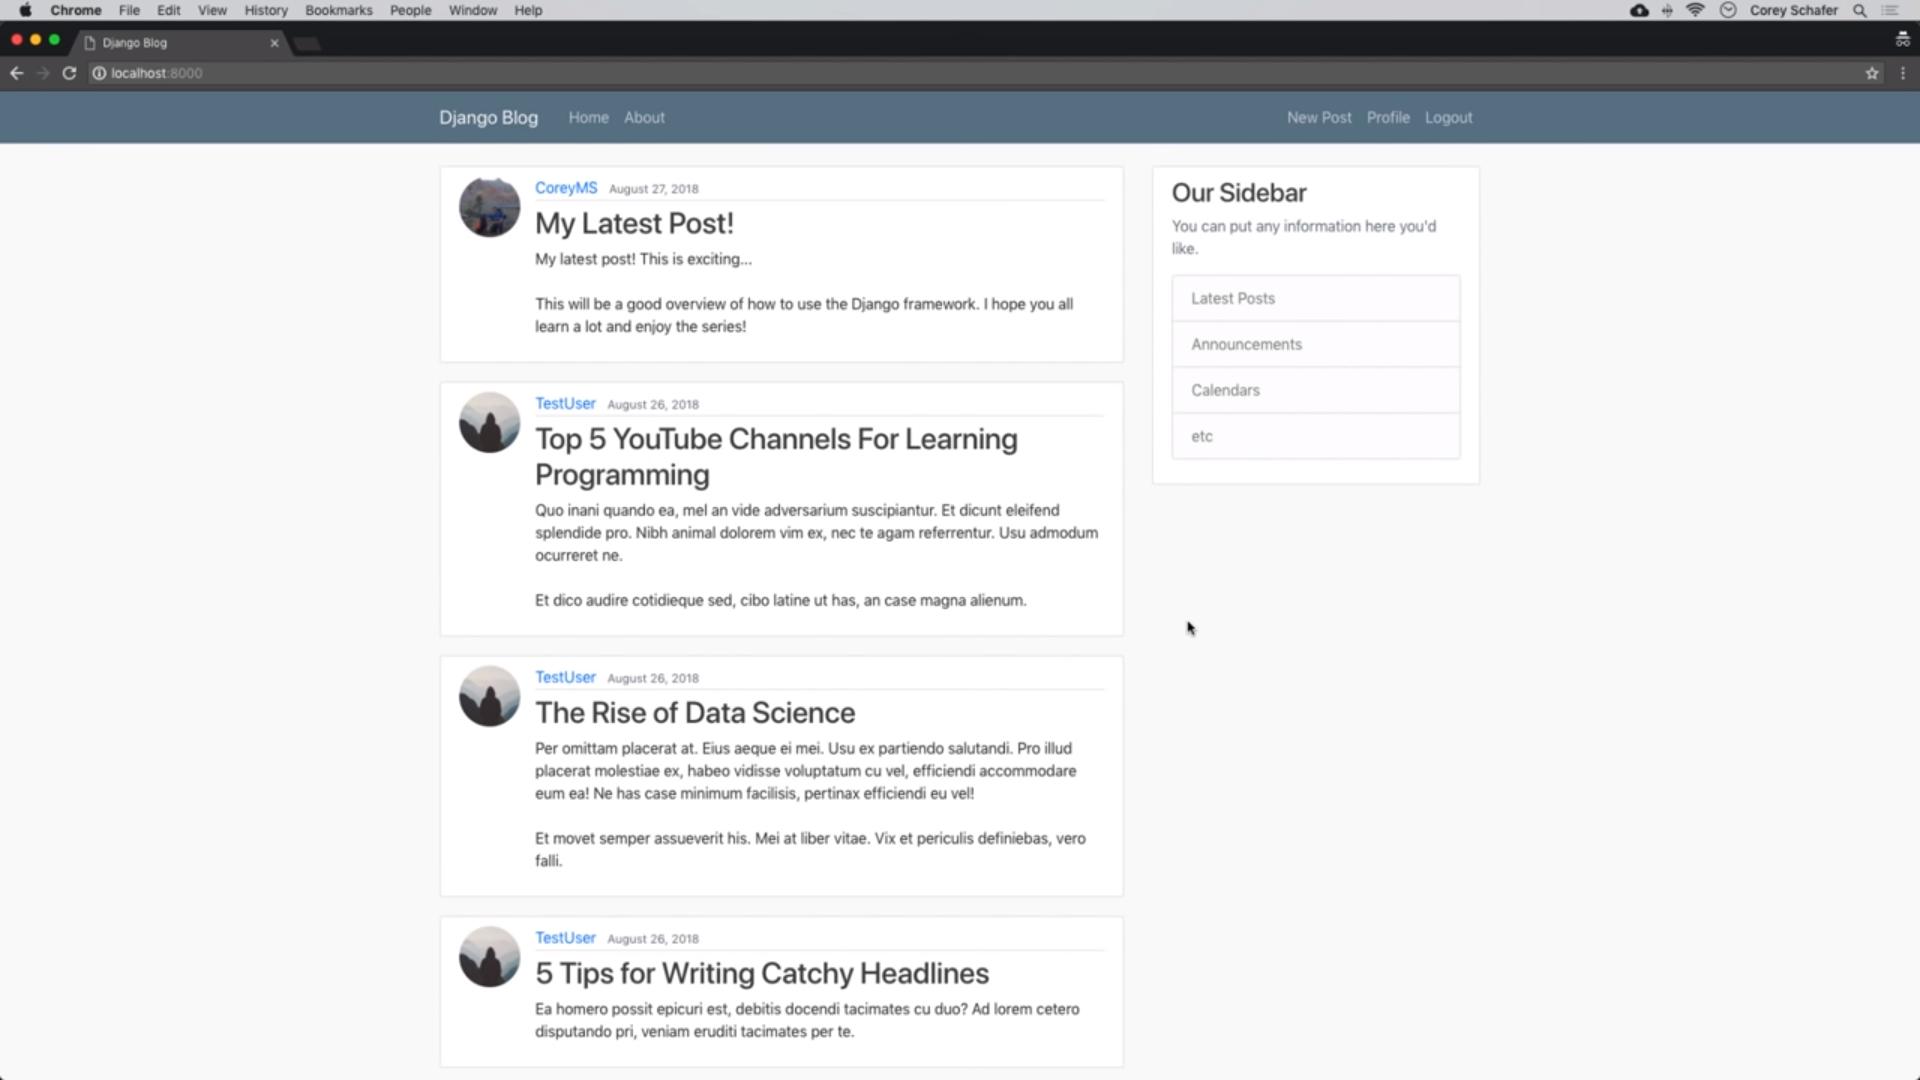 Chrome File Edit View History Bookmarks People Window Help Corey Schafer
Django Blog
localhost:8000
Django Blog Home About New Post Profile Logout
CoreyMS August 27, 2018
My Latest Post!
My latest post! This is exciting...
This will be a good overview of how to use the Django framework. I hope you all
learn a lot and enjoy the series!
TestUser August 26, 2018
Top 5 YouTube Channels For Learning
Programming
Quo inani quando ea, mel an vide adversarium suscipiantur. Et dicunt eleifend
splendide pro. Nibh animal dolorem vim ex, nec te agam referrentur. Usu admodum
ocurreret ne.
Et dico audire cotidieque sed, cibo latine ut has, an case magna alienum.
TestUser August 26, 2018
The Rise of Data Science
Per omittam placerat at. Eius aeque ei mei. Usu ex partiendo salutandi. Pro illud
placerat molestiae ex, habeo vidisse voluptatum cu vel, efficiendi accommodare
eum ea! Ne has case minimum facilisis, pertinax efficiendi eu vel!
Et movet semper assueverit his. Mei at liber vitae. Vix et periculis definiebas, vero
falli.
TestUser August 26, 2018
5 Tips for Writing Catchy Headlines
Ea homero possit epicuri est, debitis docendi tacimates cu duo? Ad lorem cetero
disputando pri, veniam eruditi tacimates per te.
Our Sidebar
You can put any information here you'd
like.
Latest Posts
Announcements
Calendars
etc